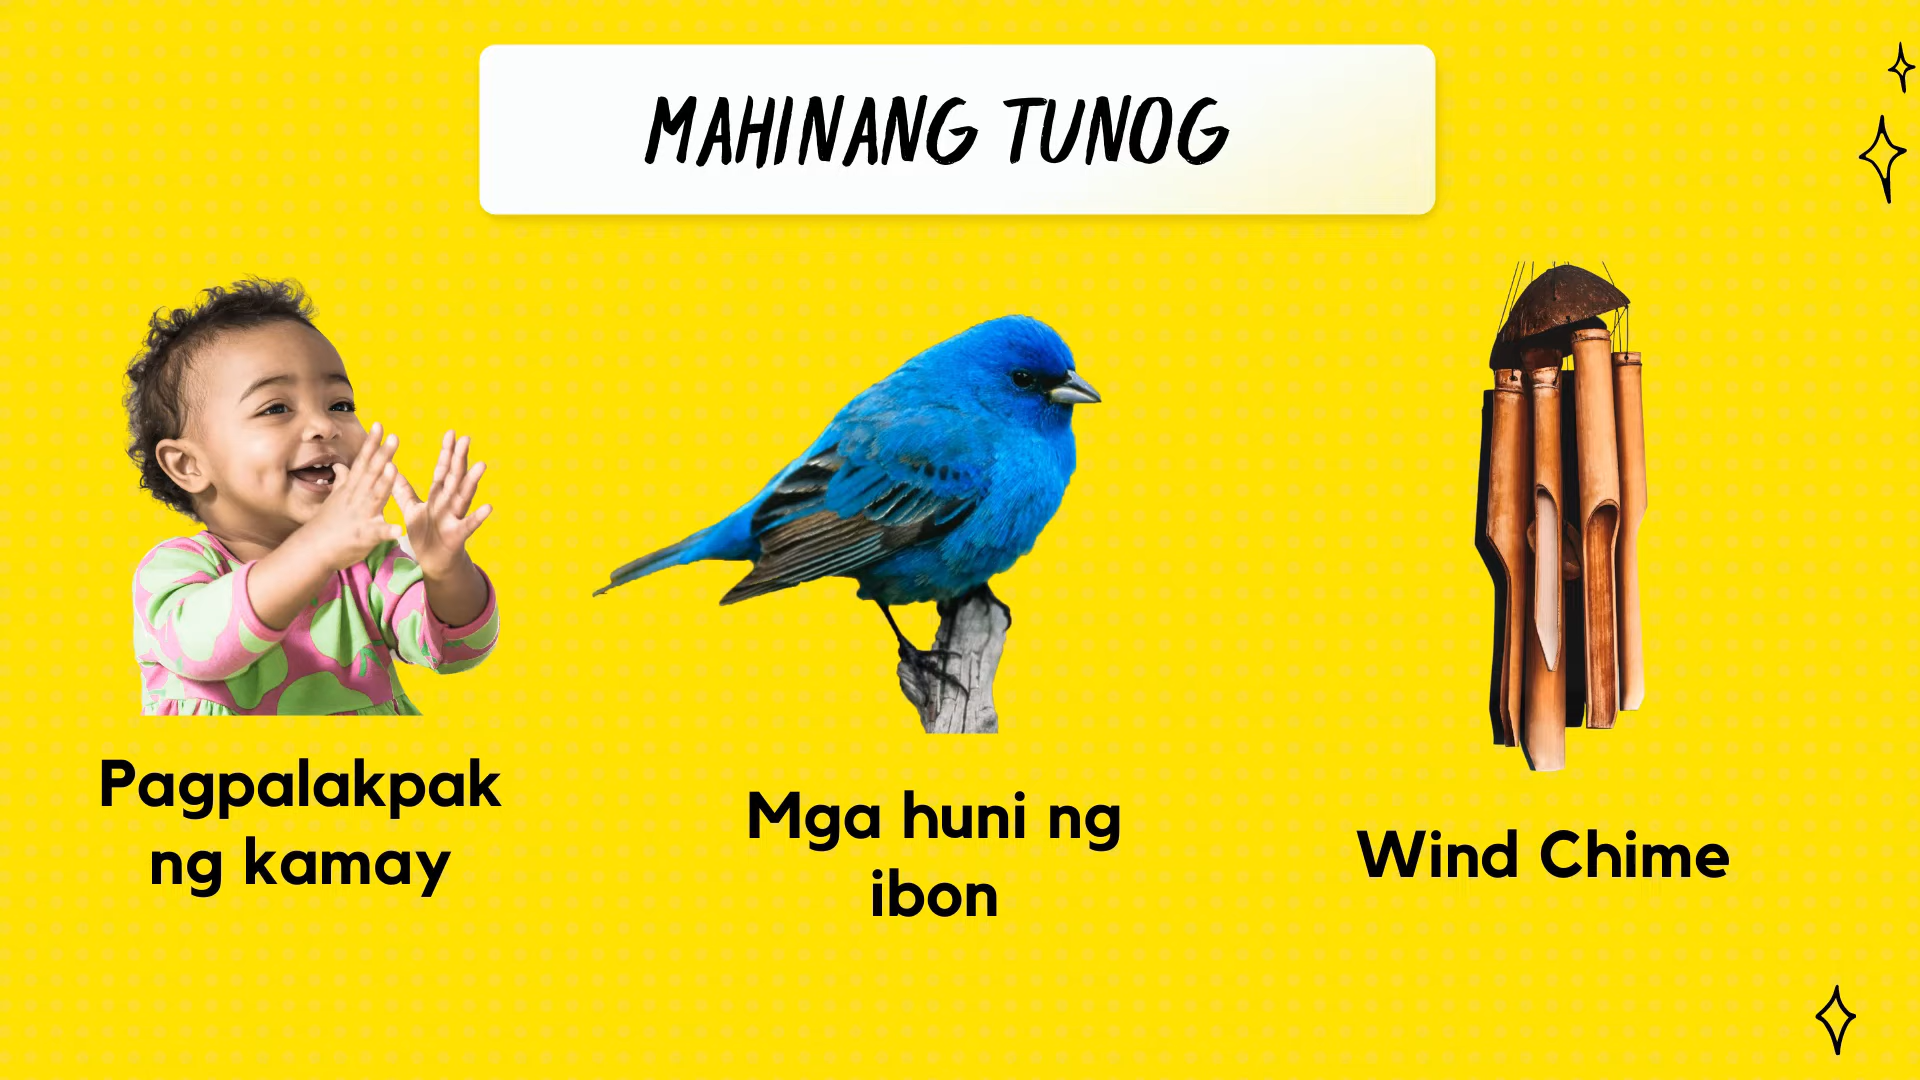 MAHINANG TUNOG
Pagpalakpak
ng kamay
Mga huni ng
ibon
Wind Chime